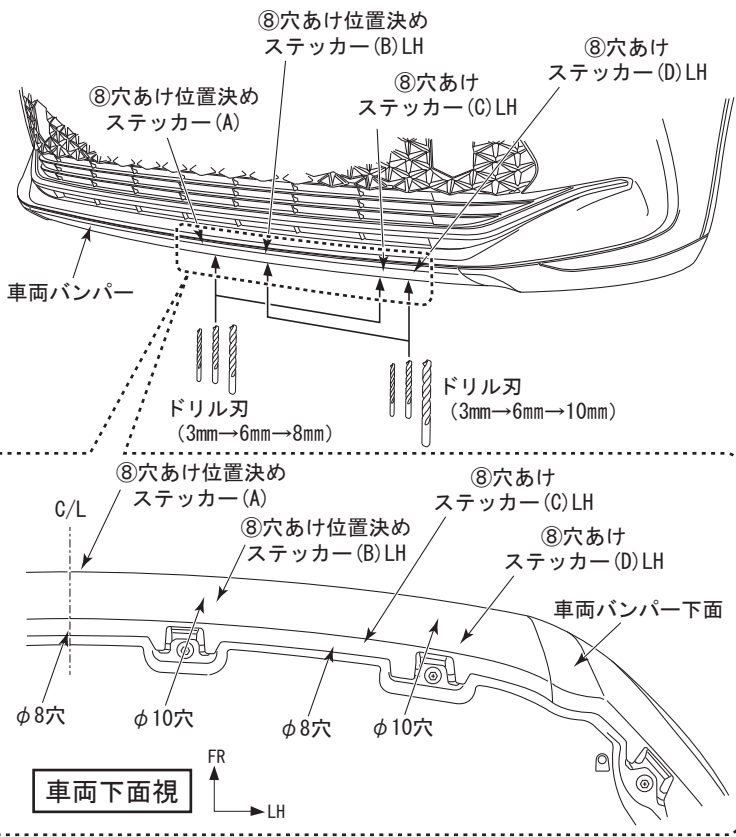 ⑧穴あけ位置決め
ステッカー(B)LH
⑧穴あけ
ステッカー(D)LH
⑧穴あけ位置決め
ステッカー(A)
⑧穴あけ
ステッカー(C)LH
車両バンパー
ドリル刃
(3mm→6mm→8mm)
ドリル刃
(3mm→6mm→10mm)
⑧穴あけ位置決め
ステッカー(A)
⑧穴あけ
ステッカー(C)LH
C/L
⑧穴あけ位置決め
ステッカー(B)LH
⑧穴あけ
ステッカー(D)LH
車両バンパー下面
φ8穴
φ10穴
φ8穴
φ10穴
車両下面視
FR
LH